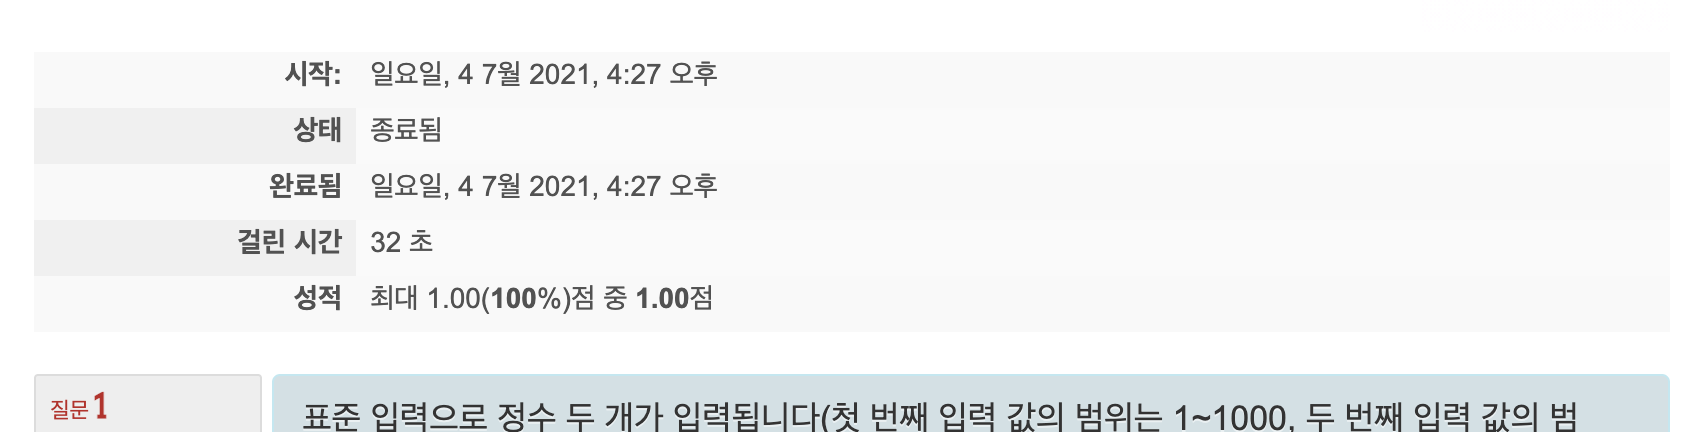 시작: 일요일, 4 7월 2021, 4:27 오후
상태 종료됨
완료됨 일요일, 4 7월 2021, 4:27 오후
걸린 시간 32 초
성적 최대 1.00(100%)점 중 1.00점
질문 1
표준 입력으로 정수 두 개가 입력됩니다(첫 번째 입력 값의 범위는 1~1000, 두 번째 입력 값의 범